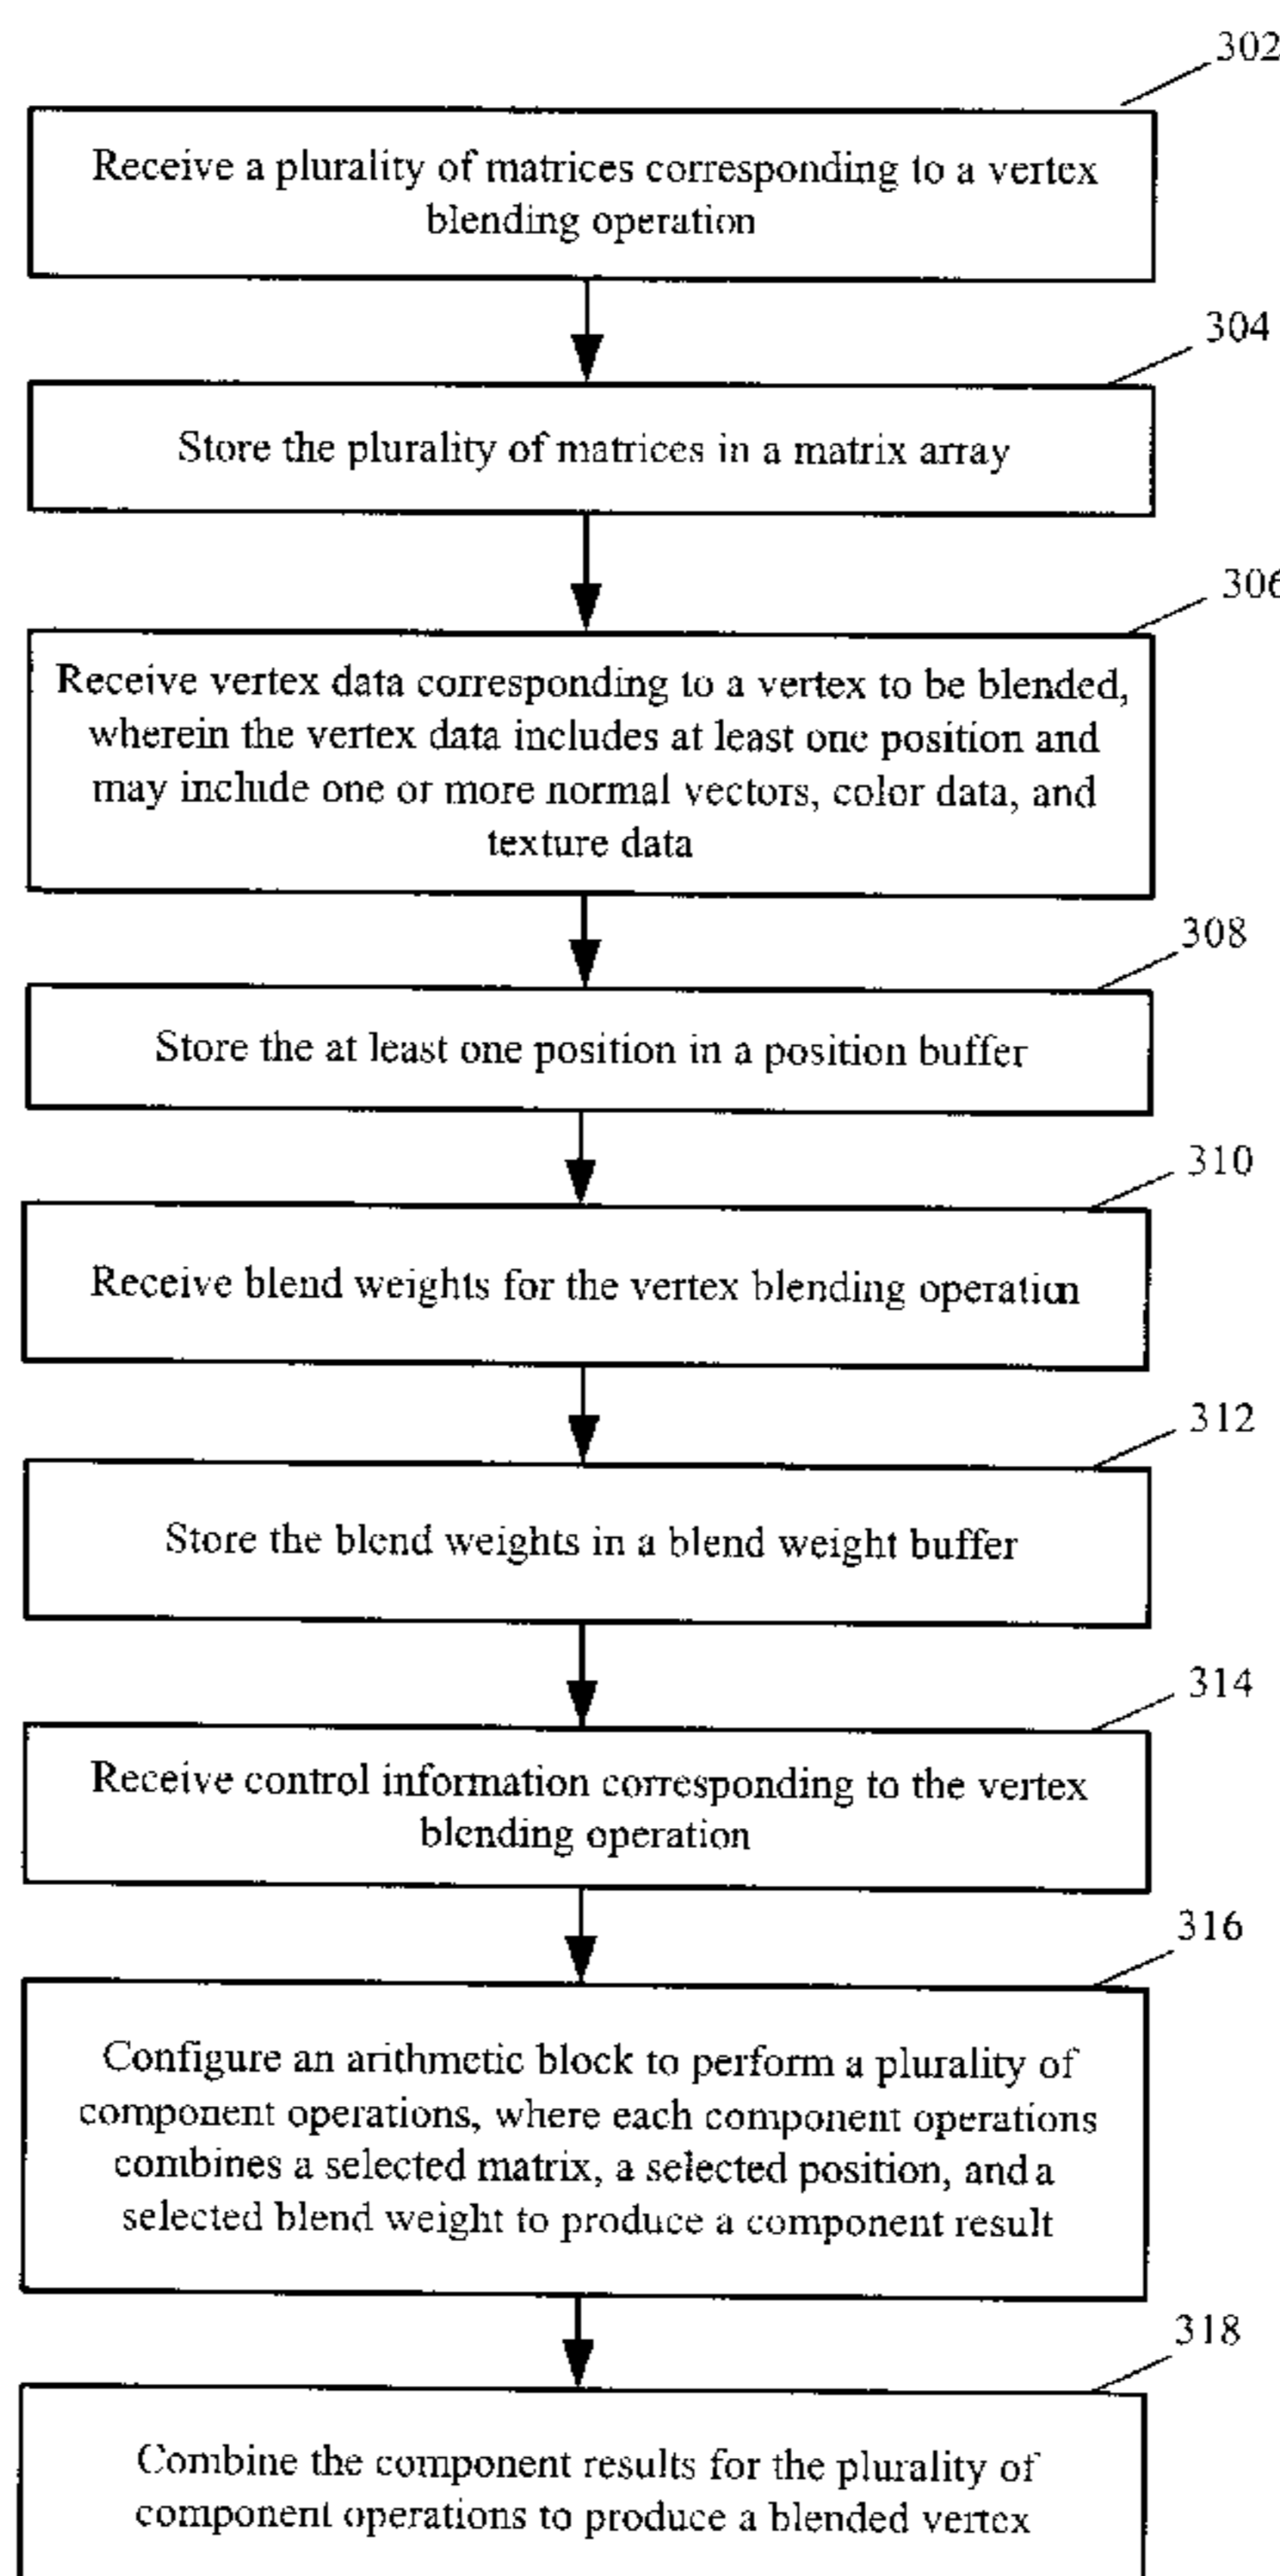 302
Receive a plurality of matrices corresponding to a vertex
blending operation
304
Store the plurality of matrices in a matrix array
306
Receive vertex data corresponding to a vertex to be blended,
wherein the vertex data includes at least one position and
may include one or more normal vectors, color data, and
texture data
308
Store the at least one position in a position buffer
310
Receive blend weights for the vertex blending operation
312
Store the blend weights in a blend weight buffer
314
Receive control information corresponding to the vertex
blending operation
316
Configure an arithmetic block to perform a plurality of
component operations, where each component operations
combines a selected matrix, a selected position, and a
selected blend weight to produce a component result
318
Combine the component results for the plurality of
component operations to produce a blended vertex